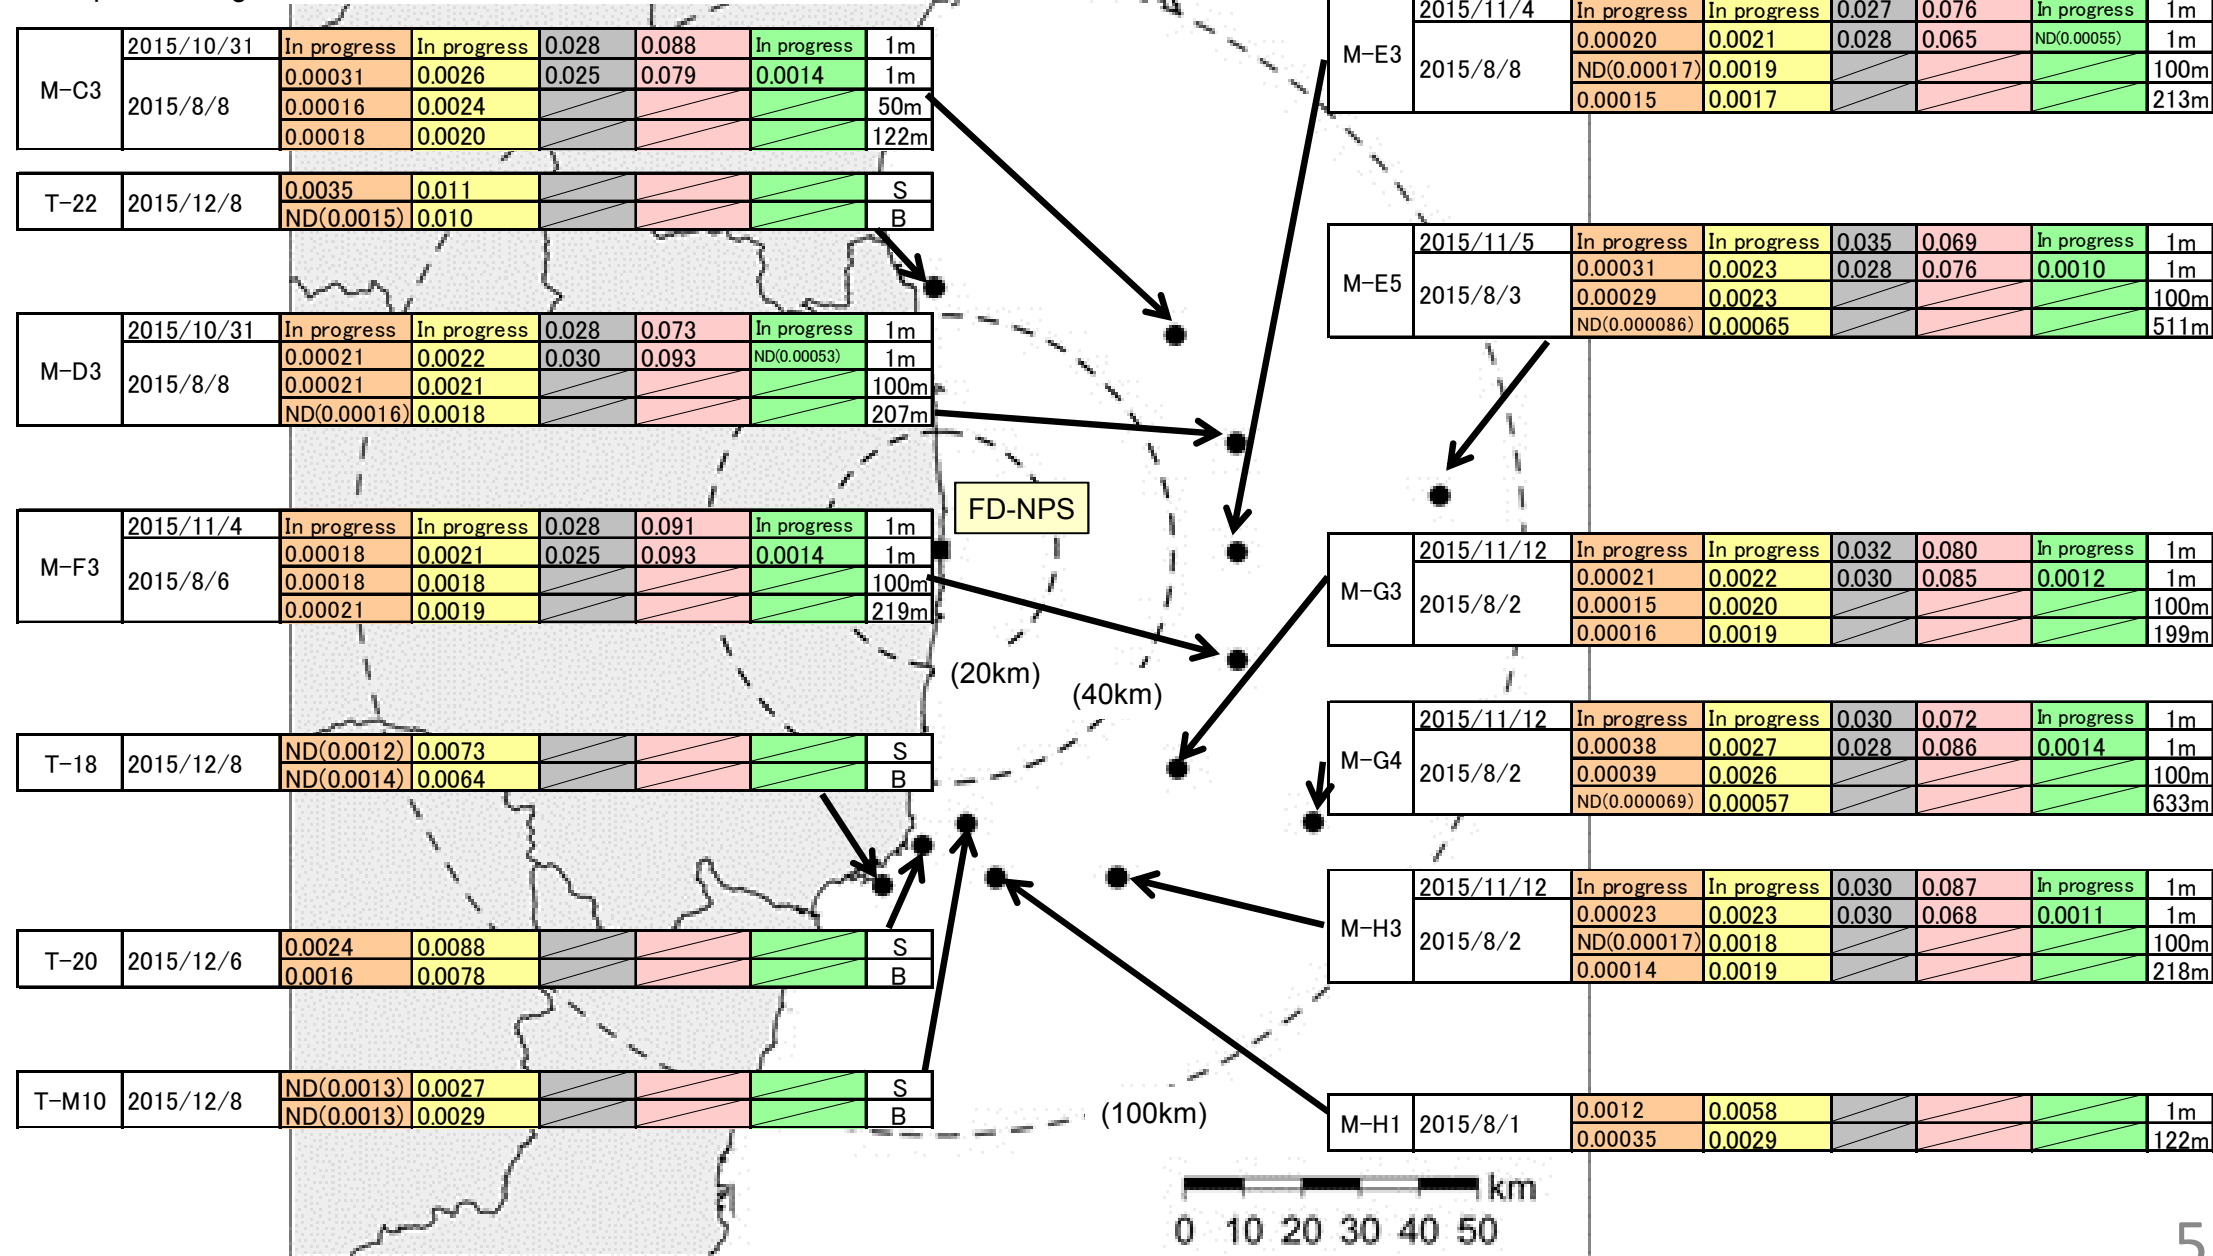 M-C3
2015/10/31 In progress In progress 0.028 0.088 In progress 1m
2015/8/8 0.00031 0.0026 0.025 0.079 0.0014 1m
0.00016 0.0024 50m
0.00018 0.0020 122m
T-22 2015/12/8 0.0035 0.011 S
ND(0.0015) 0.010 B
M-D3
2015/10/31 In progress In progress 0.028 0.073 In progress 1m
2015/8/8 0.00021 0.0022 0.030 0.093 ND(0.00053) 1m
0.00021 0.0021 100m
ND(0.00016) 0.0018 207m
M-F3
2015/11/4 In progress In progress 0.028 0.091 In progress 1m
2015/8/6 0.00018 0.0021 0.025 0.093 0.0014 1m
0.00018 0.0018 100m
0.00021 0.0019 219m
T-18 2015/12/8 ND(0.0012) 0.0073 S
ND(0.0014) 0.0064 B
T-20 2015/12/6 0.0024 0.0088 S
0.0016 0.0078 B
T-M10 2015/12/8 ND(0.0013) 0.0027 S
ND(0.0013) 0.0029 B
FD-NPS
(20km)
(40km)
(100km)
M-E3
2015/11/4 In progress In progress 0.027 0.076 In progress 1m
2015/8/8 0.00020 0.0021 0.028 0.065 ND(0.00055) 1m
ND(0.00017) 0.0019 100m
0.00015 0.0017 213m
M-E5
2015/11/5 In progress In progress 0.035 0.069 In progress 1m
2015/8/3 0.00031 0.0023 0.028 0.076 0.0010 1m
0.00029 0.0023 100m
ND(0.000086) 0.00065 511m
M-G3
2015/11/12 In progress In progress 0.032 0.080 In progress 1m
2015/8/2 0.00021 0.0022 0.030 0.085 0.0012 1m
0.00015 0.0020 100m
0.00016 0.0019 199m
M-G4
2015/11/12 In progress In progress 0.030 0.072 In progress 1m
2015/8/2 0.00038 0.0027 0.028 0.086 0.0014 1m
0.00039 0.0026 100m
ND(0.000069) 0.00057 633m
M-H3
2015/11/12 In progress In progress 0.030 0.087 In progress 1m
2015/8/2 0.00023 0.0023 0.030 0.068 0.0011 1m
ND(0.00017) 0.0018 100m
0.00014 0.0019 218m
M-H1 2015/8/1 0.0012 0.0058 1m
0.00035 0.0029 122m
km
0 10 20 30 40 50
5